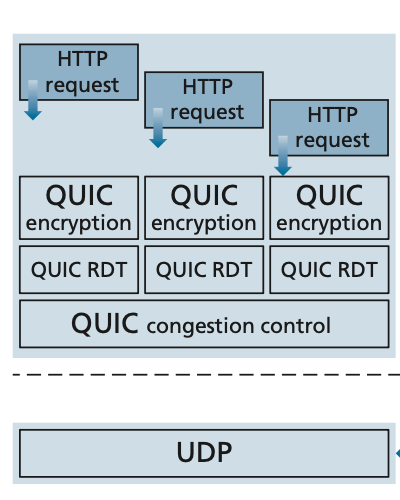 HTTP
request
HTTP
request
HTTP
request
QUIC
encryption
QUIC
encryption
QUIC
encryption
QUIC RDT
QUIC RDT
QUIC RDT
QUIC congestion control
UDP